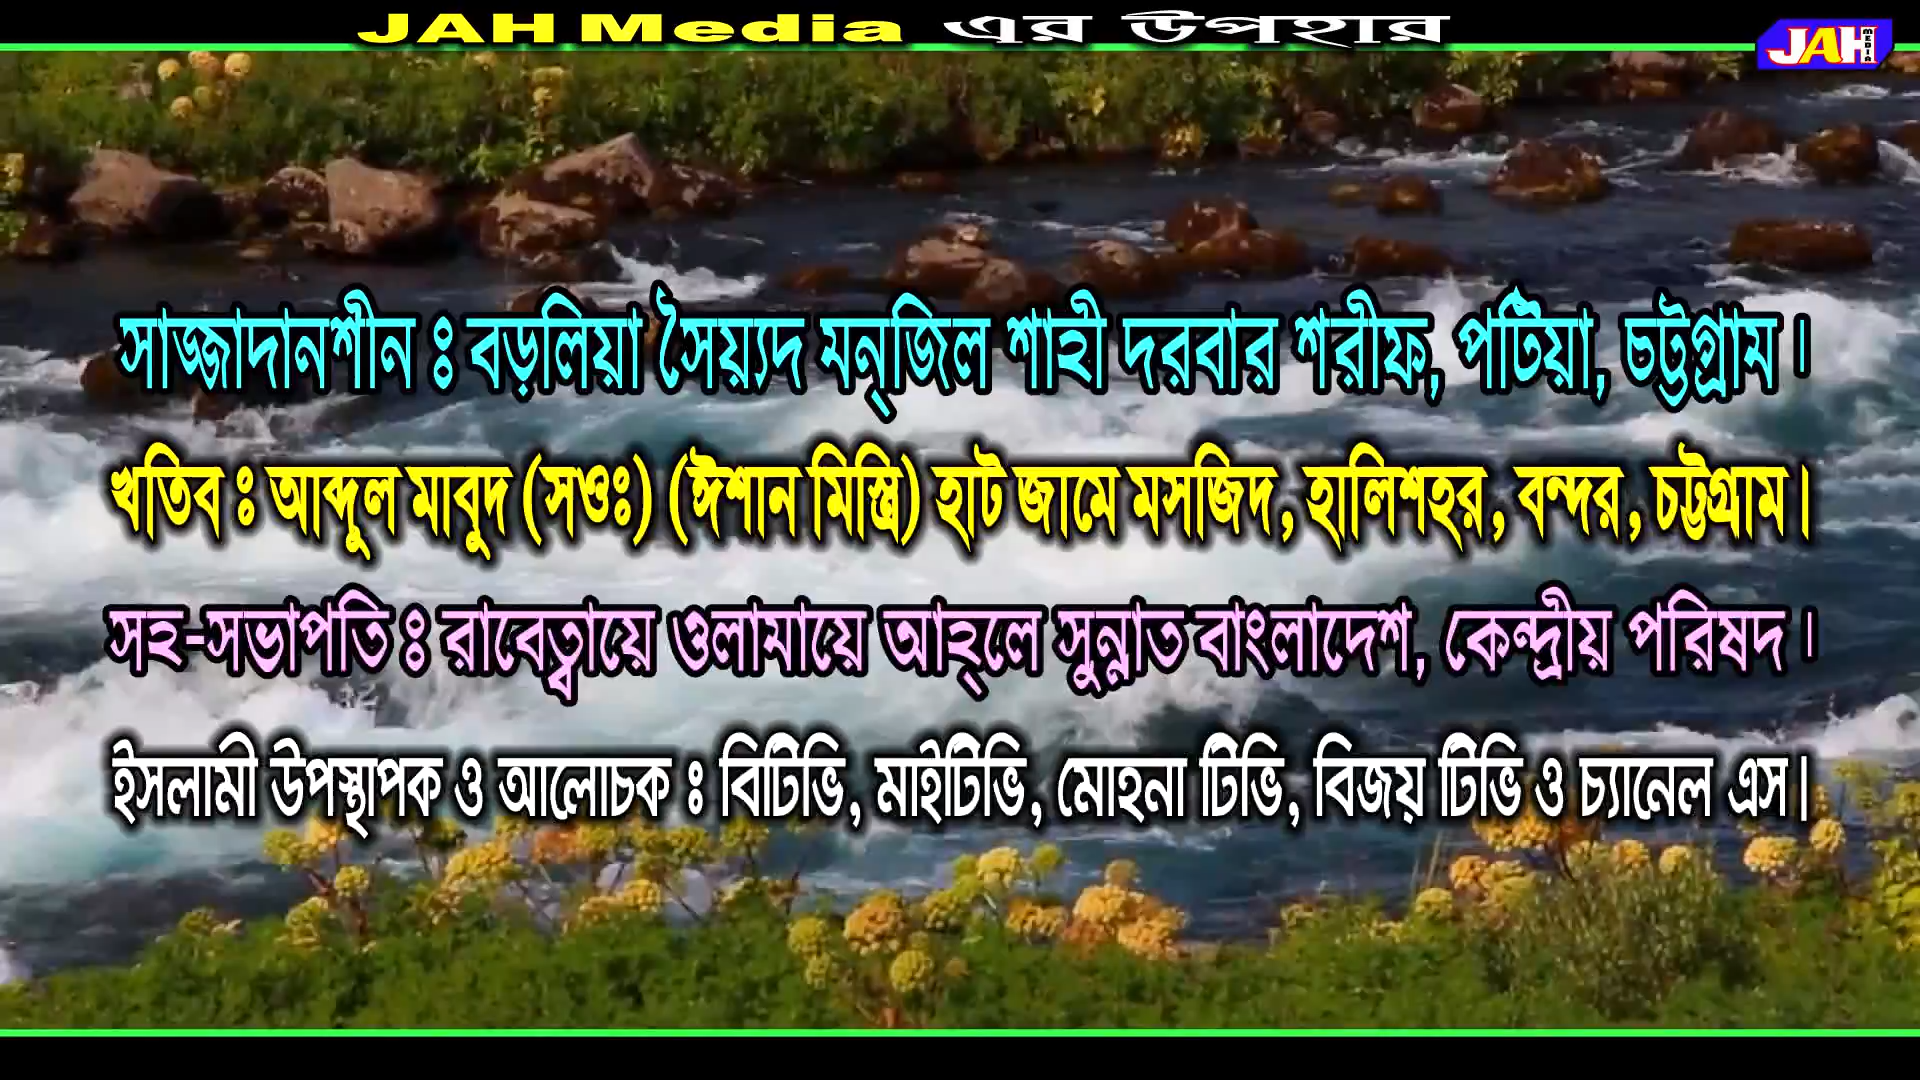 JAH Media এর উপহার
JAH MEDIA
সাজ্জাদানশীন ঃ বড়লিয়া সৈয়্যদ মন্‌জিল শাহী দরবার শরীফ, পটিয়া, চট্টগ্রাম।
খতিব ঃ আব্দুল মাবুদ (সওঃ) (ঈশান মিস্ত্রি) হাট জামে মসজিদ, হালিশহর, বন্দর, চট্টগ্রাম।
সহ-সভাপতি ঃ রাবেত্বায়ে ওলামায়ে আহ্‌লে সুন্নাত বাংলাদেশ, কেন্দ্রীয় পরিষদ।
ইসলামী উপস্থাপক ও আলোচক ঃ বিটিভি, মাইটিভি, মোহনা টিভি, বিজয় টিভি ও চ্যানেল এস।